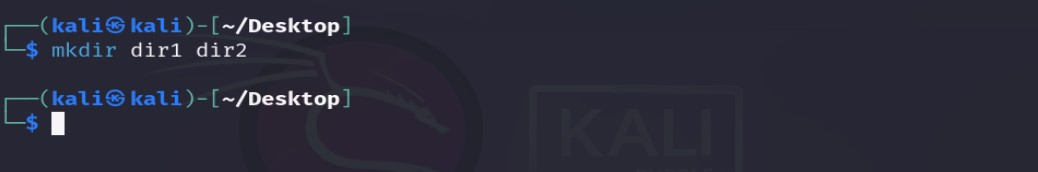 ┌──(kali㉿kali)-[~/Desktop]
└─$ mkdir dir1 dir2
┌──(kali㉿kali)-[~/Desktop]
└─$
KALI